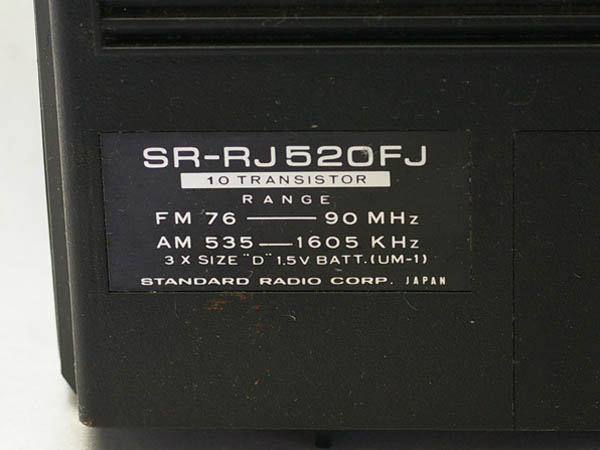 SR-RJ520FJ
10 TRANSISTOR
RANGE
FM 76 — 90 MHz
AM 535 — 1605 KHz
3 X SIZE "D" 1.5V BATT. (UM-1)
STANDARD RADIO CORP. JAPAN